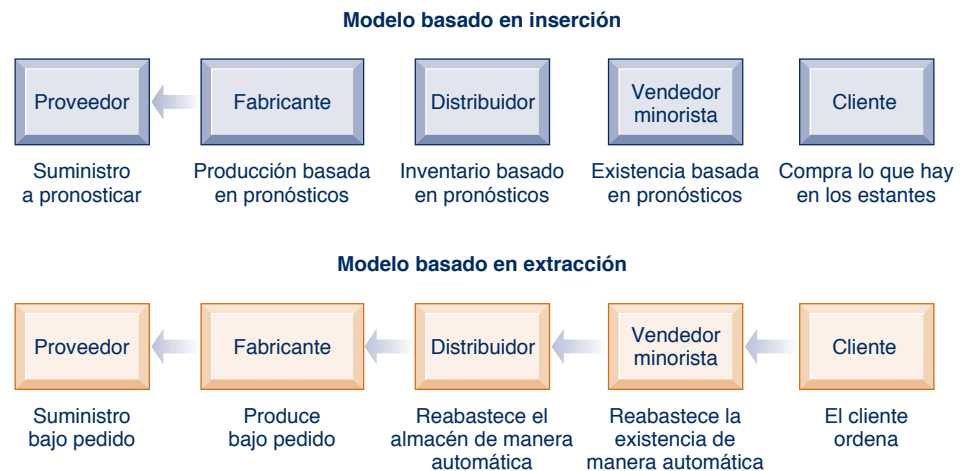 Modelo basado en inserción
Proveedor
Fabricante
Distribuidor
Vendedor
minorista
Cliente
Suministro
a pronosticar
Producción basada
en pronósticos
Inventario basado
en pronósticos
Existencia basada
en pronósticos
Compra lo que hay
en los estantes
Modelo basado en extracción
Proveedor
Fabricante
Distribuidor
Vendedor
minorista
Cliente
Suministro
bajo pedido
Produce
bajo pedido
Reabastece el
almacén de manera
automática
Reabastece la
existencia de
manera automática
El cliente
ordena